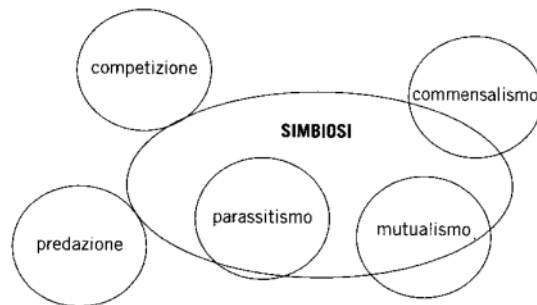 competizione
commensalismo
SIMBIOSI
parassitismo
mutualismo
predazione